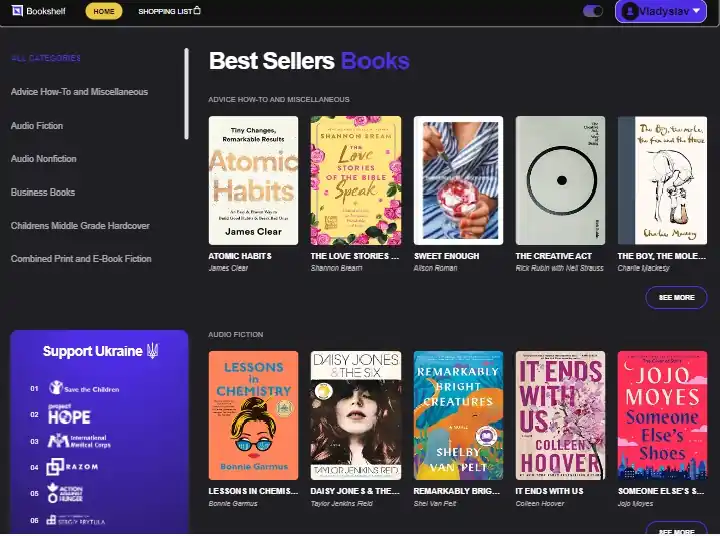 Bookshelf
HOME
SHOPPING LIST
Vladyslav
ALL CATEGORIES
Advice How-To and Miscellaneous
Audio Fiction
Audio Nonfiction
Business Books
Childrens Middle Grade Hardcover
Combined Print and E-Book Fiction
Support Ukraine
01 Save the Children
02 project HOPE
03 International Medical Corps
04 RAZOM
05 ACTION AGAINST HUNGER
06 SERGIY PRYTULA
Best Sellers Books
ADVICE HOW-TO AND MISCELLANEOUS
Tiny Changes,
Remarkable Results
Atomic
Habits
An Easy & Proven Way to
Build Good Habits & Break Bad Ones
James Clear
ATOMIC HABITS
James Clear
SHANNON BREAM
THE
Love
STORIES
OF THE BIBLE
Speak
THE LOVE STORIES ...
Shannon Bream
SWEET ENOUGH
Alison Roman
The
Creative
Act
Rick Rubin
THE CREATIVE ACT
Rick Rubin with Neil Strauss
The Boy, the mole,
the fox and the Horse
Charlie Mackesy
THE BOY, THE MOLE...
Charlie Mackesy
SEE MORE
AUDIO FICTION
LESSONS
in
CHEMISTRY
Bonnie Garmus
LESSONS IN CHEMIS...
Bonnie Garmus
DAISY JONES
& THE SIX
TAYLOR JENKINS REID
DAISY JONES & THE...
Taylor Jenkins Reid
REMARKABLY
BRIGHT
CREATURES
A NOVEL
SHELBY
VAN PELT
REMARKABLY BRIG...
Shel Van Pelt
IT ENDS
WITH
US
COLLEEN
HOOVER
IT ENDS WITH US
Colleen Hoover
JOJO
MOYES
Someone
Else's
Shoes
SOMEONE ELSE'S S...
Jojo Moyes
SEE MORE